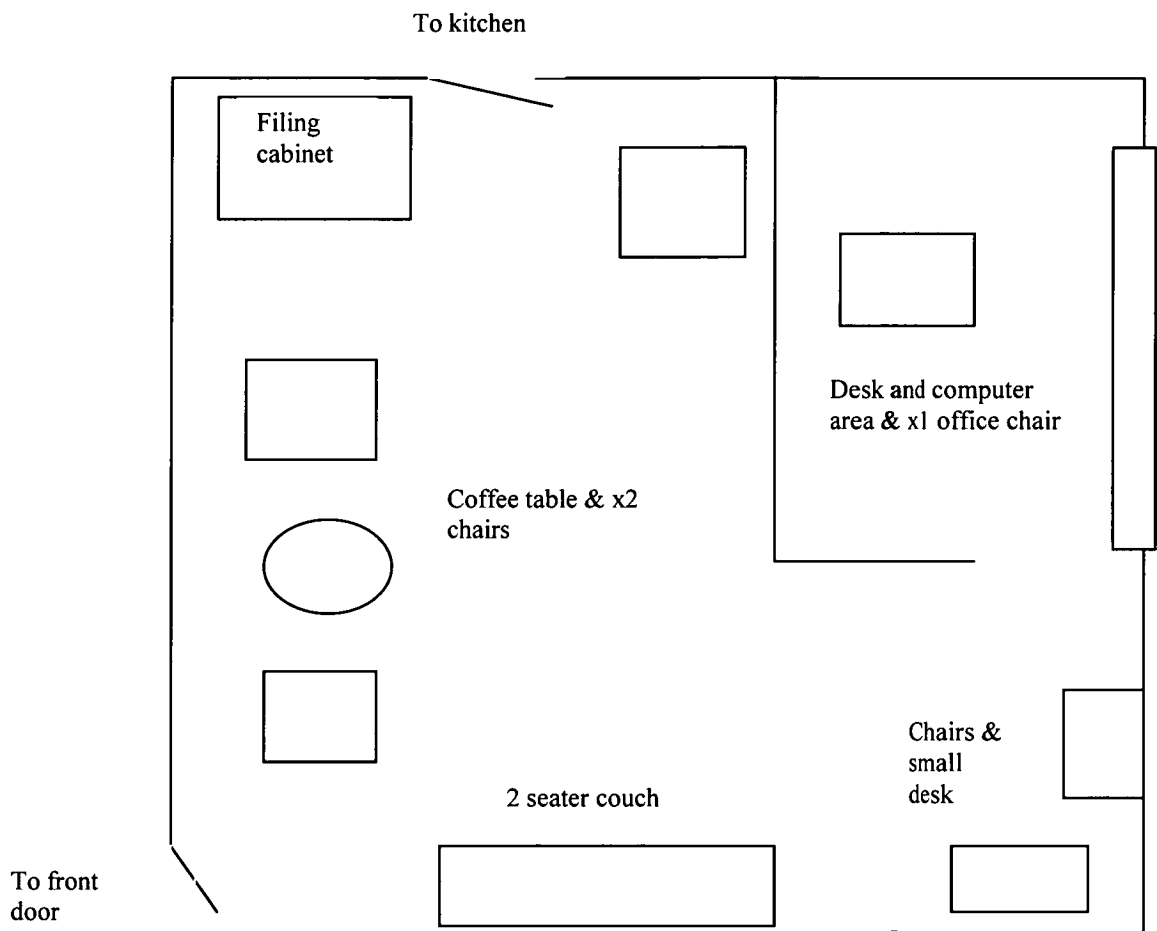 To kitchen
Filing
cabinet
Desk and computer
area & x1 office chair
Coffee table & x2
chairs
Chairs &
small
desk
2 seater couch
To front
door